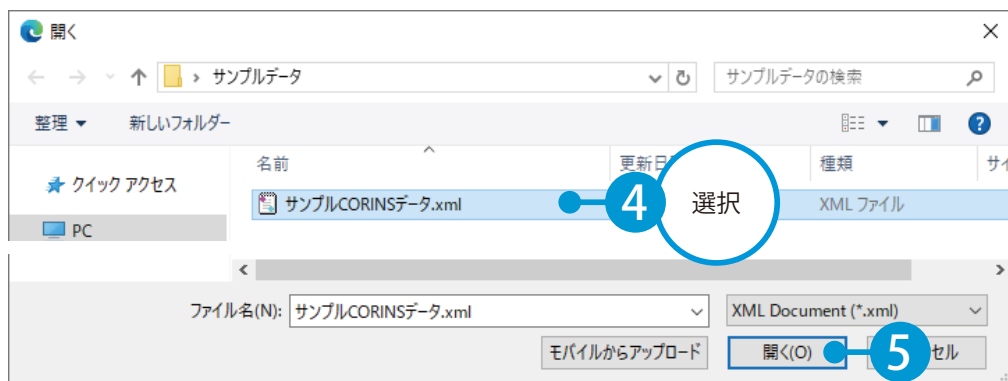 開く
サンプルデータ
サンプルデータの検索
整理 新しいフォルダー
名前 更新日 種類 サイ
クイック アクセス
サンプルCORINSデータ.xml 4 選択 XML ファイル
PC
ファイル名(N): サンプルCORINSデータ.xml XML Document (*.xml)
モバイルからアップロード 開く(O) 5 セル